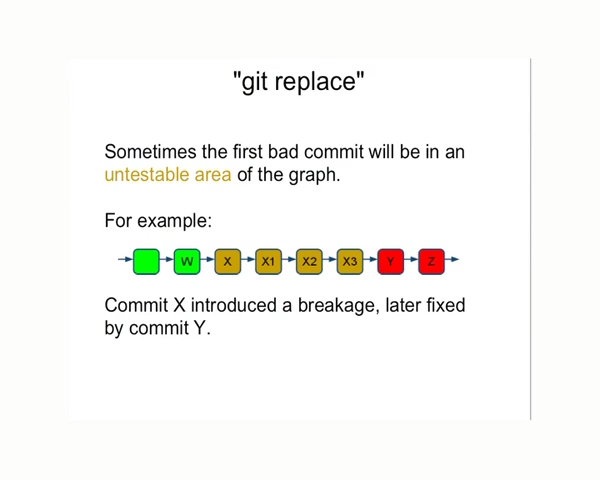 "git replace"
Sometimes the first bad commit will be in an
untestable area of the graph.
For example:
W X X1 X2 X3 Y Z
Commit X introduced a breakage, later fixed
by commit Y.